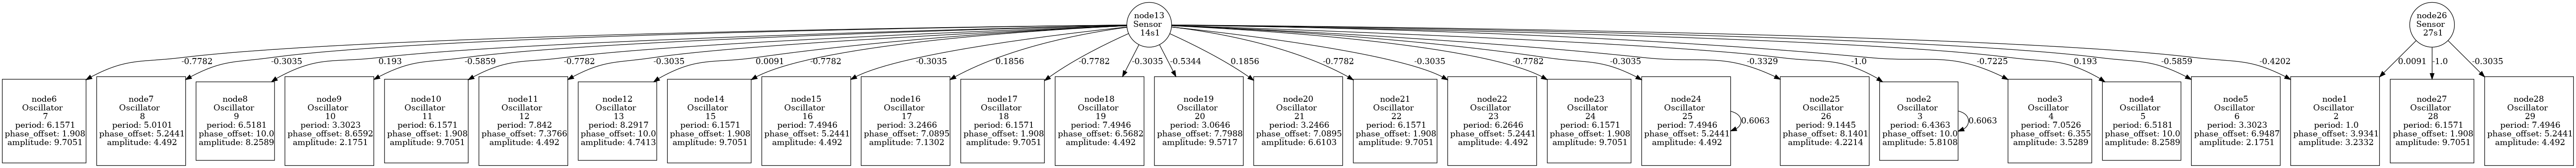 node13
Sensor
14s1
node26
Sensor
27s1
-0.7782
-0.3035
0.193
-0.5859
-0.7782
-0.3035
0.0091
-0.7782
-0.3035
0.1856
-0.7782
-0.3035
-0.5344
0.1856
-0.7782
-0.3035
-0.7782
-0.3035
-0.3329
-1.0
-0.7225
0.193
-0.5859
-0.4202
0.0091
-1.0
-0.3035
node6
Oscillator
7
period: 6.1571
phase_offset: 1.908
amplitude: 9.7051
node7
Oscillator
8
period: 5.0101
phase_offset: 5.2441
amplitude: 4.492
node8
Oscillator
9
period: 6.5181
phase_offset: 10.0
amplitude: 8.2589
node9
Oscillator
10
period: 3.3023
phase_offset: 8.6592
amplitude: 2.1751
node10
Oscillator
11
period: 6.1571
phase_offset: 1.908
amplitude: 9.7051
node11
Oscillator
12
period: 7.842
phase_offset: 7.3766
amplitude: 4.492
node12
Oscillator
13
period: 8.2917
phase_offset: 10.0
amplitude: 4.7413
node14
Oscillator
15
period: 6.1571
phase_offset: 1.908
amplitude: 9.7051
node15
Oscillator
16
period: 7.4946
phase_offset: 5.2441
amplitude: 4.492
node16
Oscillator
17
period: 3.2466
phase_offset: 7.0895
amplitude: 7.1302
node17
Oscillator
18
period: 6.1571
phase_offset: 1.908
amplitude: 9.7051
node18
Oscillator
19
period: 7.4946
phase_offset: 6.5682
amplitude: 4.492
node19
Oscillator
20
period: 3.0646
phase_offset: 7.7988
amplitude: 9.5717
node20
Oscillator
21
period: 3.2466
phase_offset: 7.0895
amplitude: 6.6103
node21
Oscillator
22
period: 6.1571
phase_offset: 1.908
amplitude: 9.7051
node22
Oscillator
23
period: 6.2646
phase_offset: 5.2441
amplitude: 4.492
node23
Oscillator
24
period: 6.1571
phase_offset: 1.908
amplitude: 9.7051
node24
Oscillator
25
period: 7.4946
phase_offset: 5.2441
amplitude: 4.492
0.6063
node25
Oscillator
26
period: 9.1445
phase_offset: 8.1401
amplitude: 4.2214
node2
Oscillator
3
period: 6.4363
phase_offset: 10.0
amplitude: 5.8108
0.6063
node3
Oscillator
4
period: 7.0526
phase_offset: 6.355
amplitude: 3.5289
node4
Oscillator
5
period: 6.5181
phase_offset: 10.0
amplitude: 8.2589
node5
Oscillator
6
period: 3.3023
phase_offset: 6.9487
amplitude: 2.1751
node1
Oscillator
2
period: 1.0
phase_offset: 3.9341
amplitude: 3.2332
node27
Oscillator
28
period: 6.1571
phase_offset: 1.908
amplitude: 9.7051
node28
Oscillator
29
period: 7.4946
phase_offset: 5.2441
amplitude: 4.492